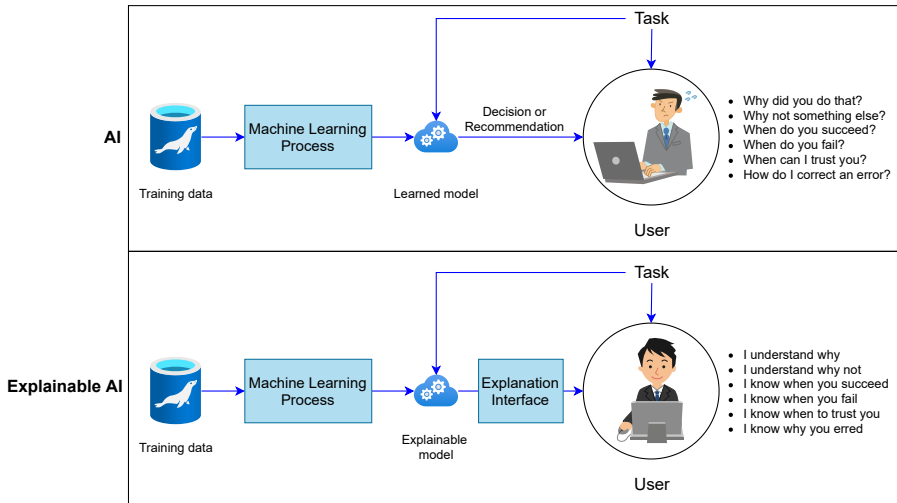 Task
AI
Training data
Machine Learning
Process
Learned model
Decision or
Recommendation
User
• Why did you do that?
• Why not something else?
• When do you succeed?
• When do you fail?
• When can I trust you?
• How do I correct an error?
Task
Explainable AI
Training data
Machine Learning
Process
Explainable
model
Explanation
Interface
User
• I understand why
• I understand why not
• I know when you succeed
• I know when you fail
• I know when to trust you
• I know why you erred